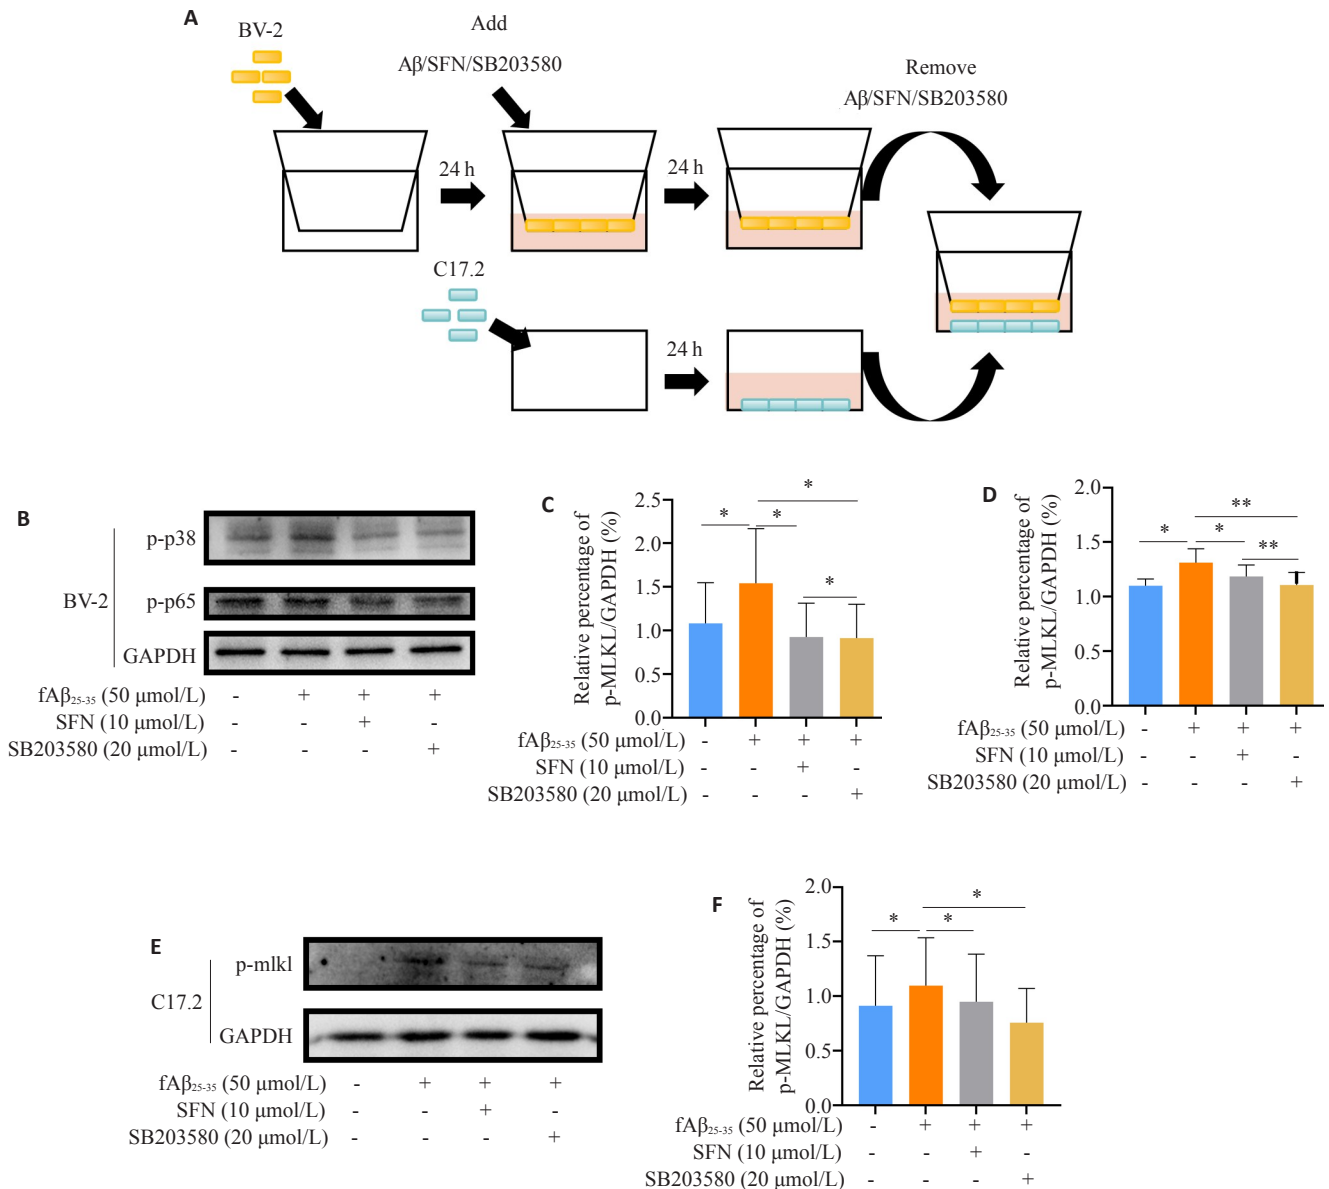 A
BV-2
Add
Aβ/SFN/SB203580
Remove
Aβ/SFN/SB203580
24 h
24 h
C17.2
24 h
B
BV-2
p-p38
p-p65
GAPDH
fAβ25-35 (50 μmol/L) - + + +
SFN (10 μmol/L) - - + -
SB203580 (20 μmol/L) - - - +
C
Relative percentage of
p-MLKL/GAPDH (%)
2.5
2.0
1.5
1.0
0.5
0.0
* * * *
fAβ25-35 (50 μmol/L) - + + +
SFN (10 μmol/L) - - + -
SB203580 (20 μmol/L) - - - +
D
Relative percentage of
p-MLKL/GAPDH (%)
2.0
1.5
1.0
0.5
0.0
**
* * **
fAβ25-35 (50 μmol/L) - + + +
SFN (10 μmol/L) - - + -
SB203580 (20 μmol/L) - - - +
E
C17.2
p-mlkl
GAPDH
fAβ25-35 (50 μmol/L) - + + +
SFN (10 μmol/L) - - + -
SB203580 (20 μmol/L) - - - +
F
Relative percentage of
p-MLKL/GAPDH (%)
2.0
1.5
1.0
0.5
0.0
*
* *
fAβ25-35 (50 μmol/L) - + + +
SFN (10 μmol/L) - - + -
SB203580 (20 μmol/L) - - - +